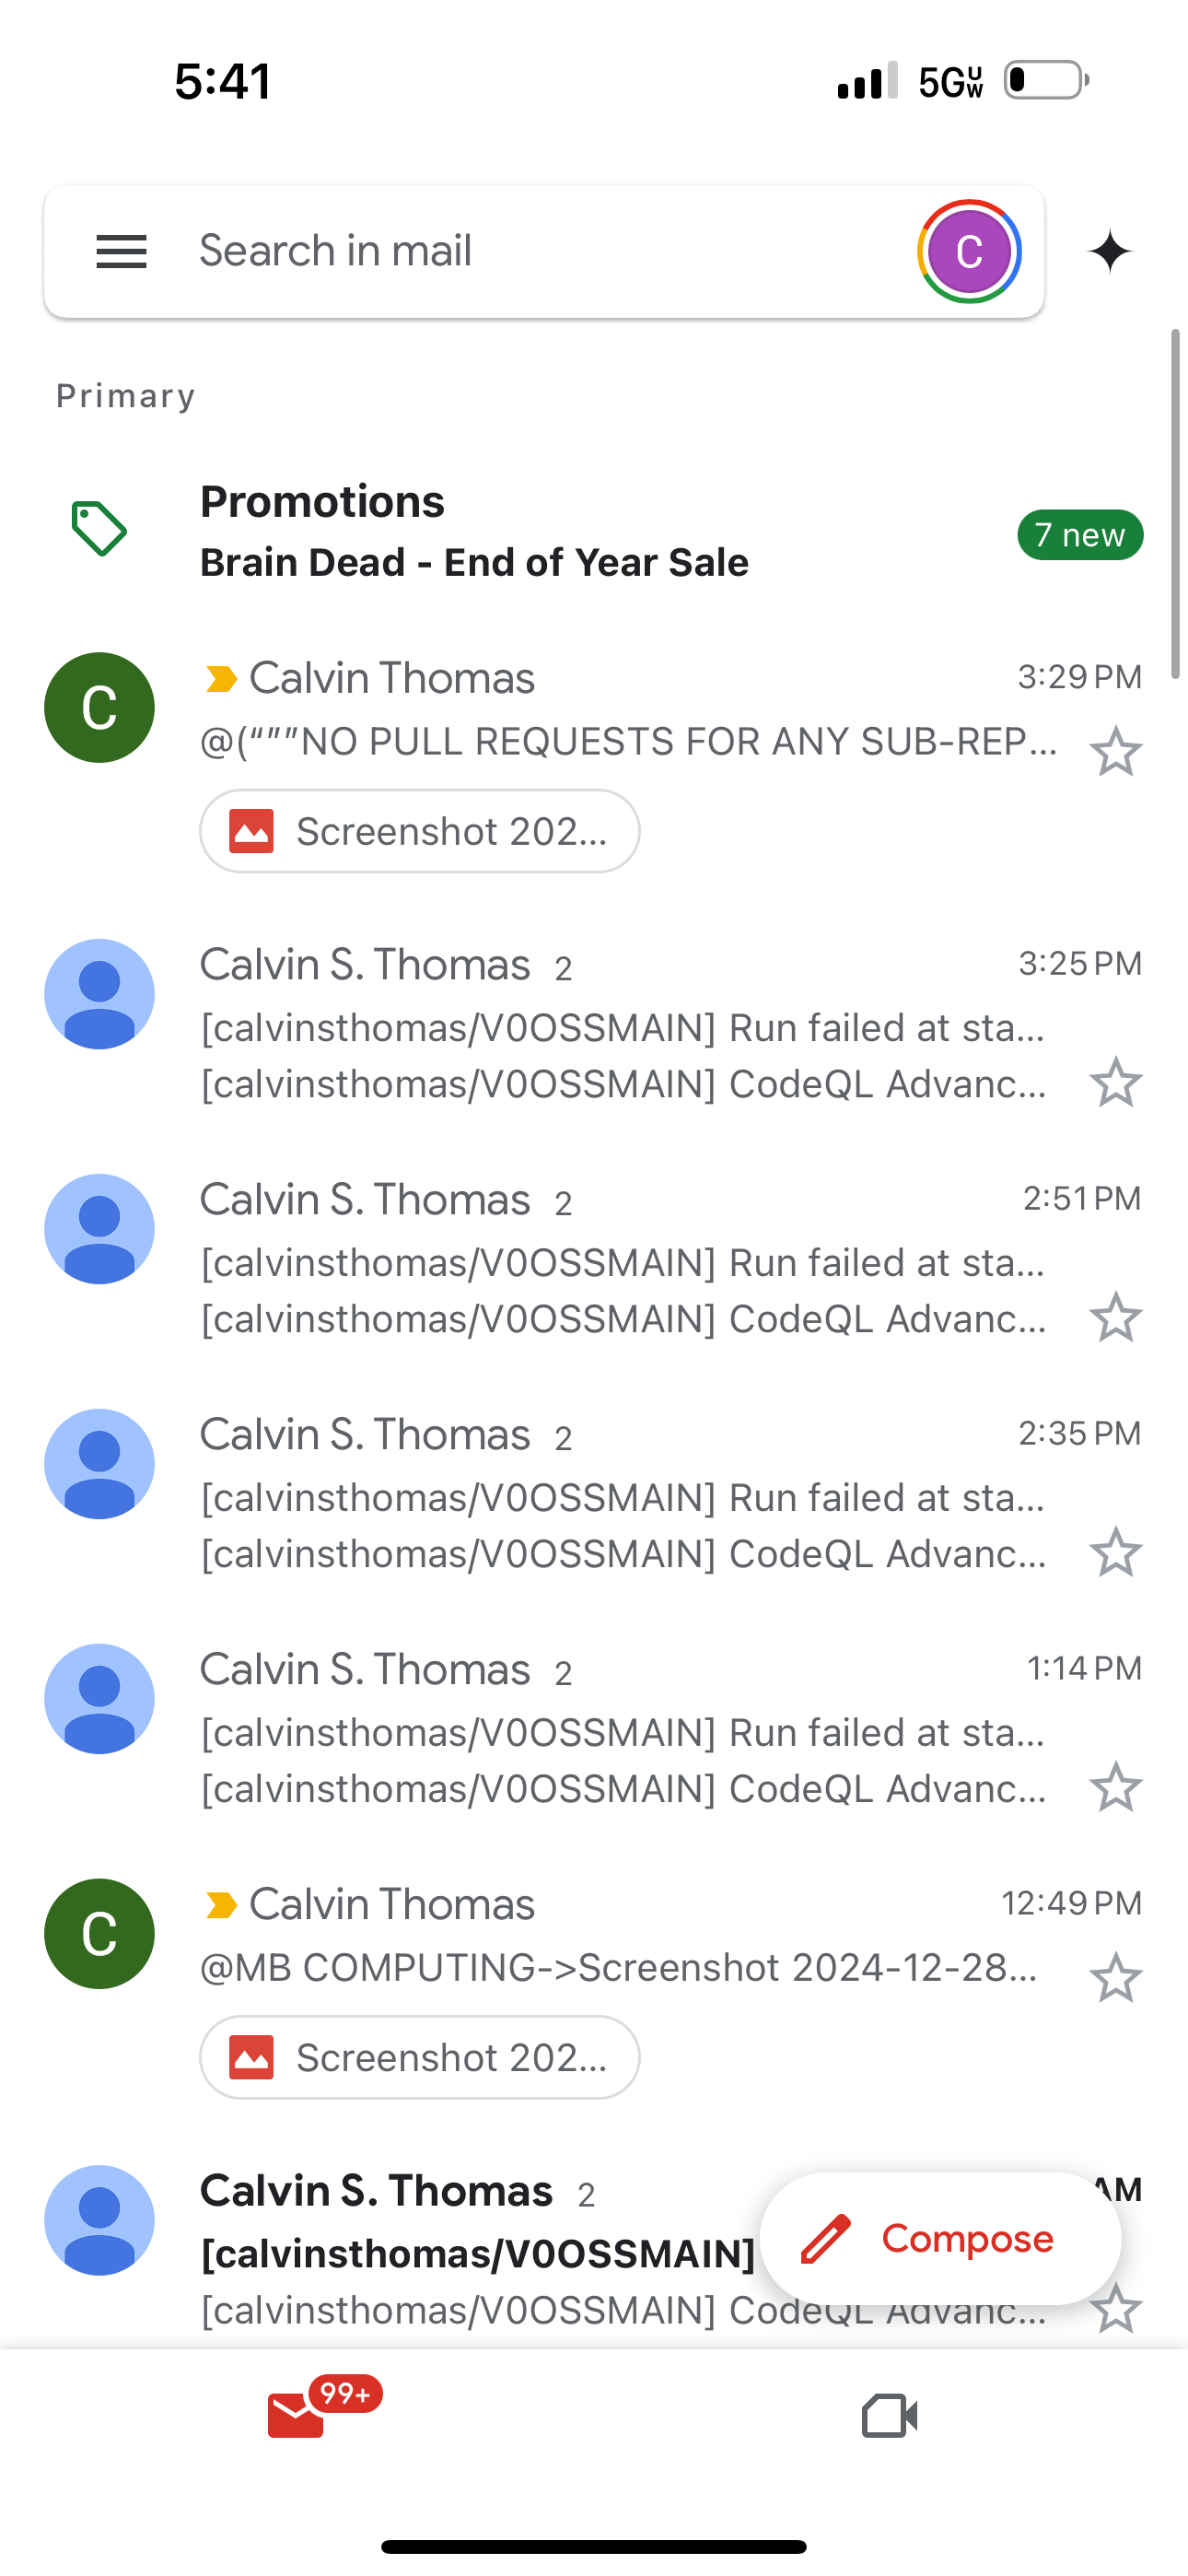 5:41
5G UW
Search in mail
C
Primary
Promotions
Brain Dead - End of Year Sale
7 new
C
Calvin Thomas
3:29 PM
@(“””NO PULL REQUESTS FOR ANY SUB-REP...
Screenshot 202...
Calvin S. Thomas 2
3:25 PM
[calvinsthomas/V0OSSMAIN] Run failed at sta...
[calvinsthomas/V0OSSMAIN] CodeQL Advanc...
Calvin S. Thomas 2
2:51 PM
[calvinsthomas/V0OSSMAIN] Run failed at sta...
[calvinsthomas/V0OSSMAIN] CodeQL Advanc...
Calvin S. Thomas 2
2:35 PM
[calvinsthomas/V0OSSMAIN] Run failed at sta...
[calvinsthomas/V0OSSMAIN] CodeQL Advanc...
Calvin S. Thomas 2
1:14 PM
[calvinsthomas/V0OSSMAIN] Run failed at sta...
[calvinsthomas/V0OSSMAIN] CodeQL Advanc...
C
Calvin Thomas
12:49 PM
@MB COMPUTING->Screenshot 2024-12-28...
Screenshot 202...
Calvin S. Thomas 2
AM
[calvinsthomas/V0OSSMAIN]
Compose
[calvinsthomas/V0OSSMAIN] CodeQL Advanc...
99+